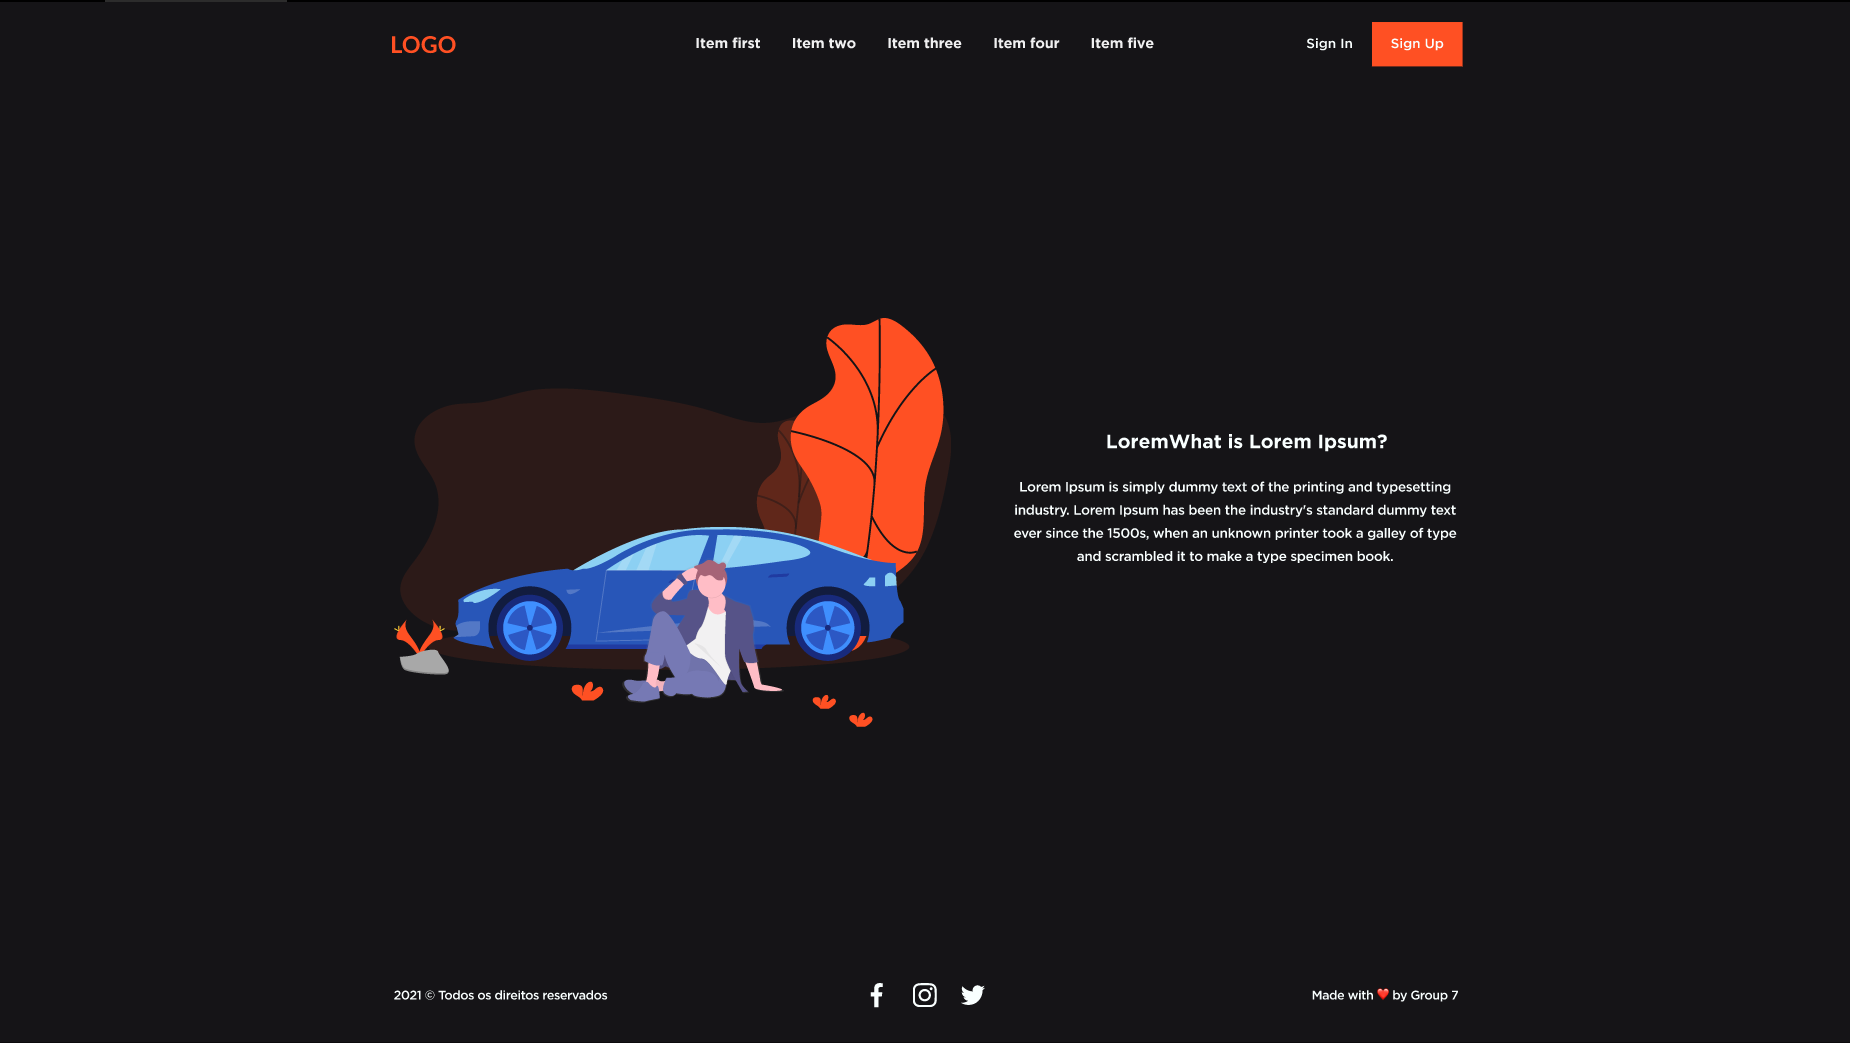 LOGO
Item first
Item two
Item three
Item four
Item five
Sign In
Sign Up
LoremWhat is Lorem Ipsum?
Lorem Ipsum is simply dummy text of the printing and typesetting
industry. Lorem Ipsum has been the industry's standard dummy text
ever since the 1500s, when an unknown printer took a galley of type
and scrambled it to make a type specimen book.
2021 © Todos os direitos reservados
Made with ❤️ by Group 7